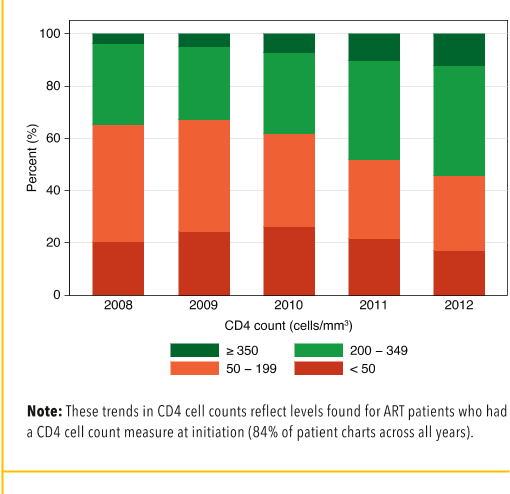 100
80
60
40
20
0
Percent (%)
2008 2009 2010 2011 2012
CD4 count (cells/mm³)
≥ 350 200 – 349
50 – 199 < 50
Note: These trends in CD4 cell counts reflect levels found for ART patients who had
a CD4 cell count measure at initiation (84% of patient charts across all years).